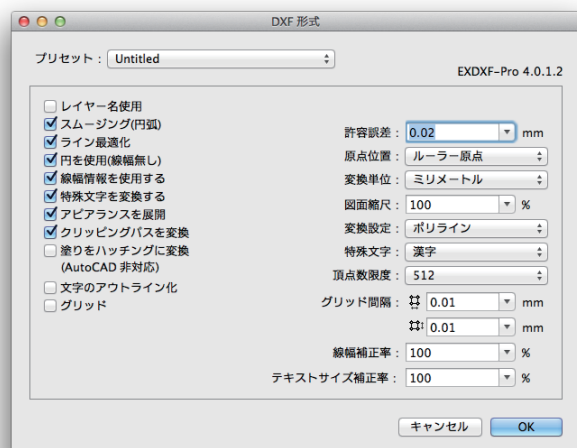 DXF 形式
プリセット： Untitled
EXDXF-Pro 4.0.1.2
レイヤー名使用
スムージング(円弧)
ライン最適化
円を使用(線幅無し)
線幅情報を使用する
特殊文字を変換する
アピアランスを展開
クリッピングパスを変換
塗りをハッチングに変換
(AutoCAD 非対応)
文字のアウトライン化
グリッド
許容誤差： 0.02 mm
原点位置： ルーラー原点
変換単位： ミリメートル
図面縮尺： 100 %
変換設定： ポリライン
特殊文字： 漢字
頂点数限度： 512
グリッド間隔： 0.01 mm
0.01 mm
線幅補正率： 100 %
テキストサイズ補正率： 100 %
キャンセル OK